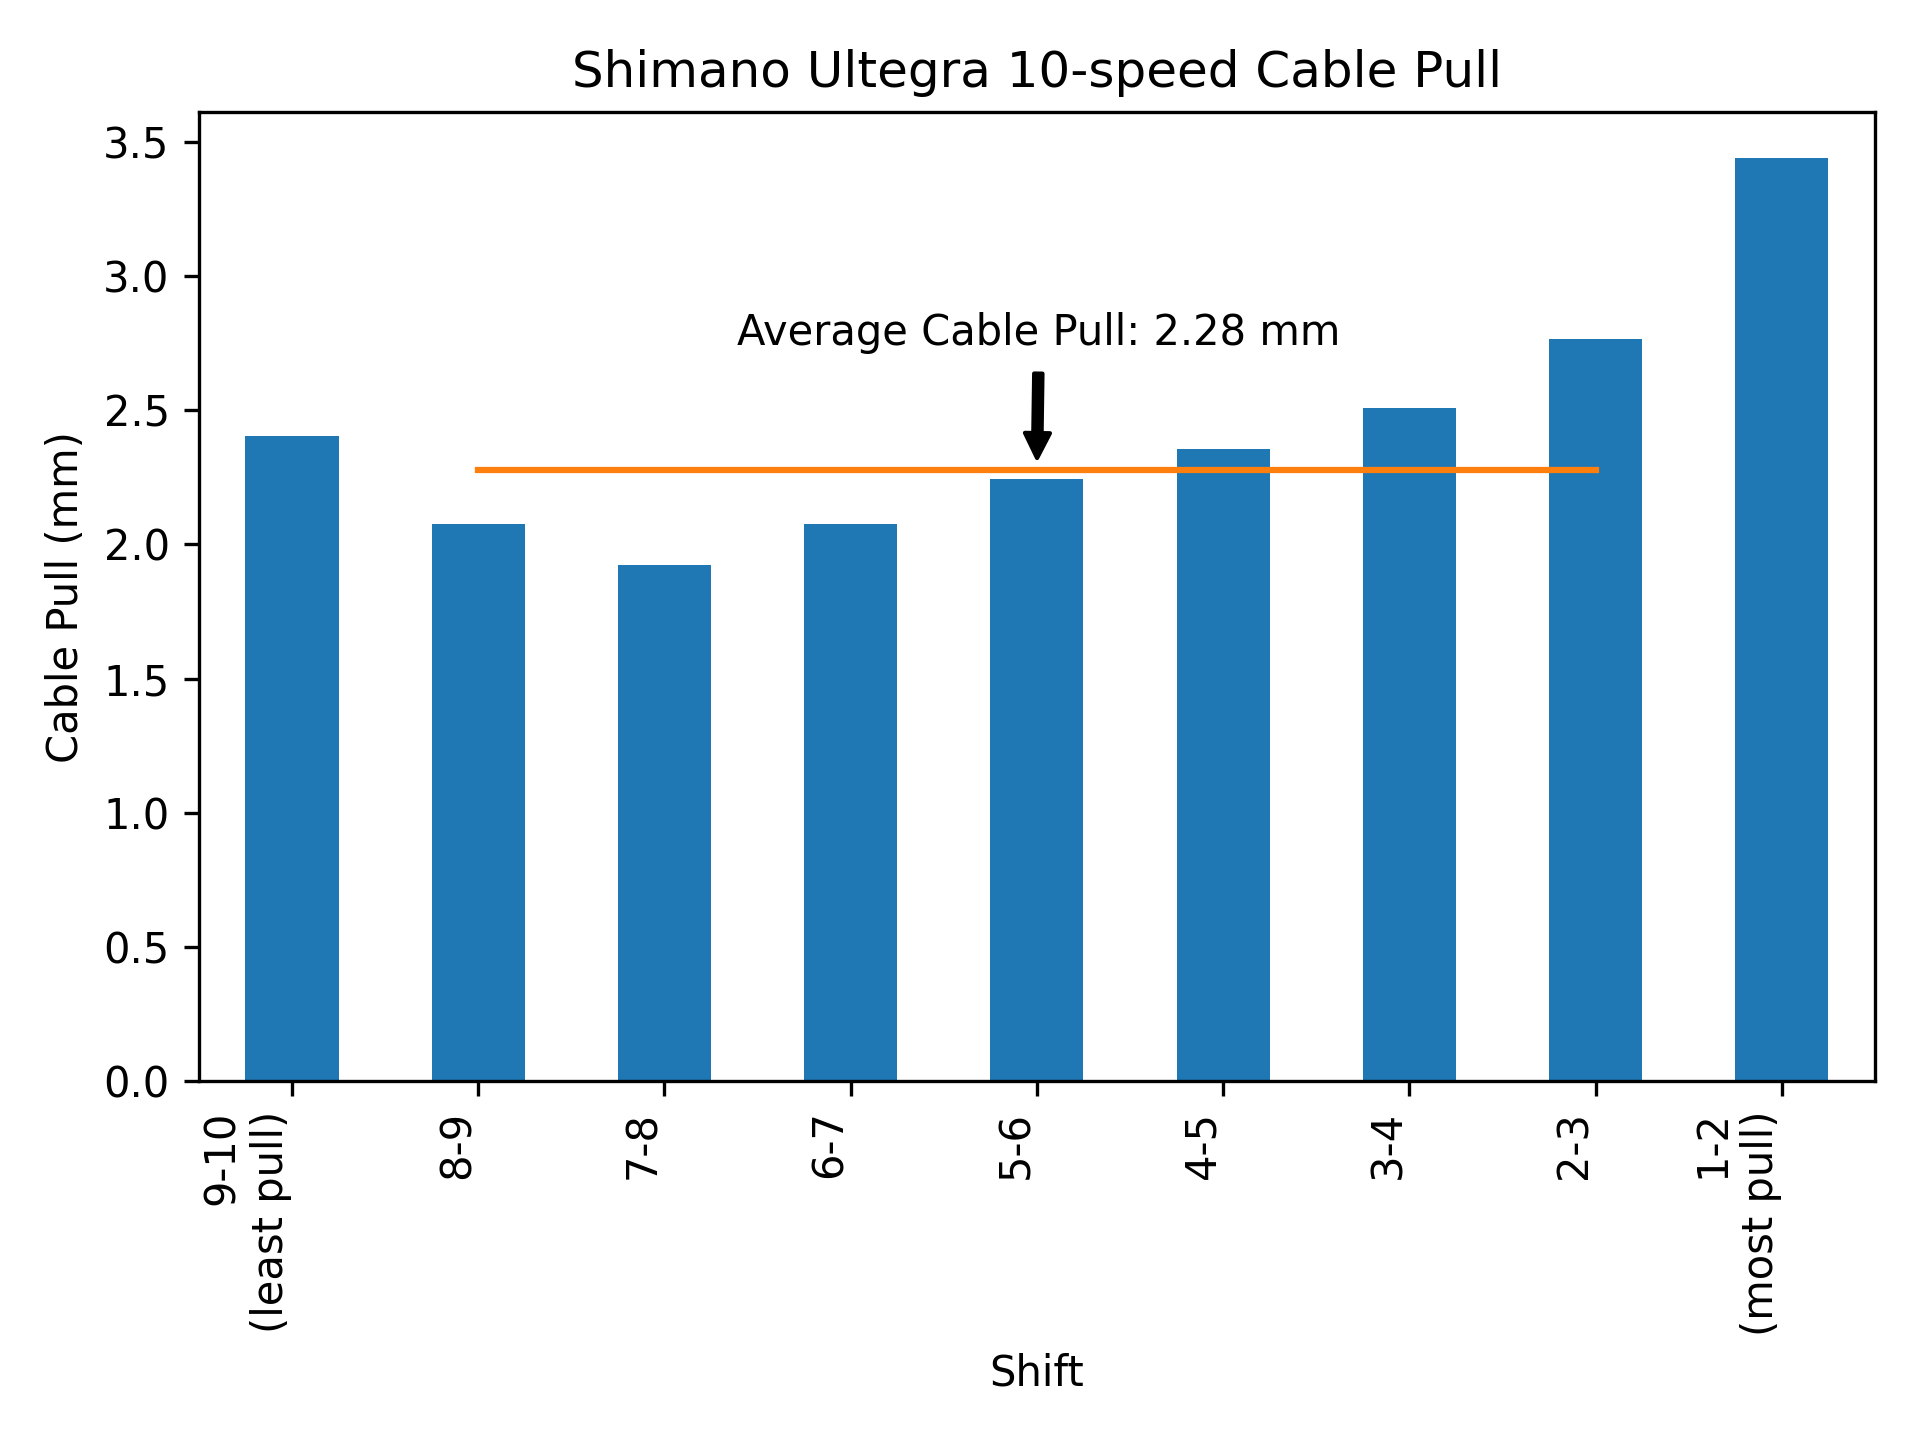 Shimano Ultegra 10-speed Cable Pull
Cable Pull (mm)
3.5
3.0
2.5
2.0
1.5
1.0
0.5
0.0
Average Cable Pull: 2.28 mm
9-10
(least pull)
8-9
7-8
6-7
5-6
4-5
3-4
2-3
1-2
(most pull)
Shift